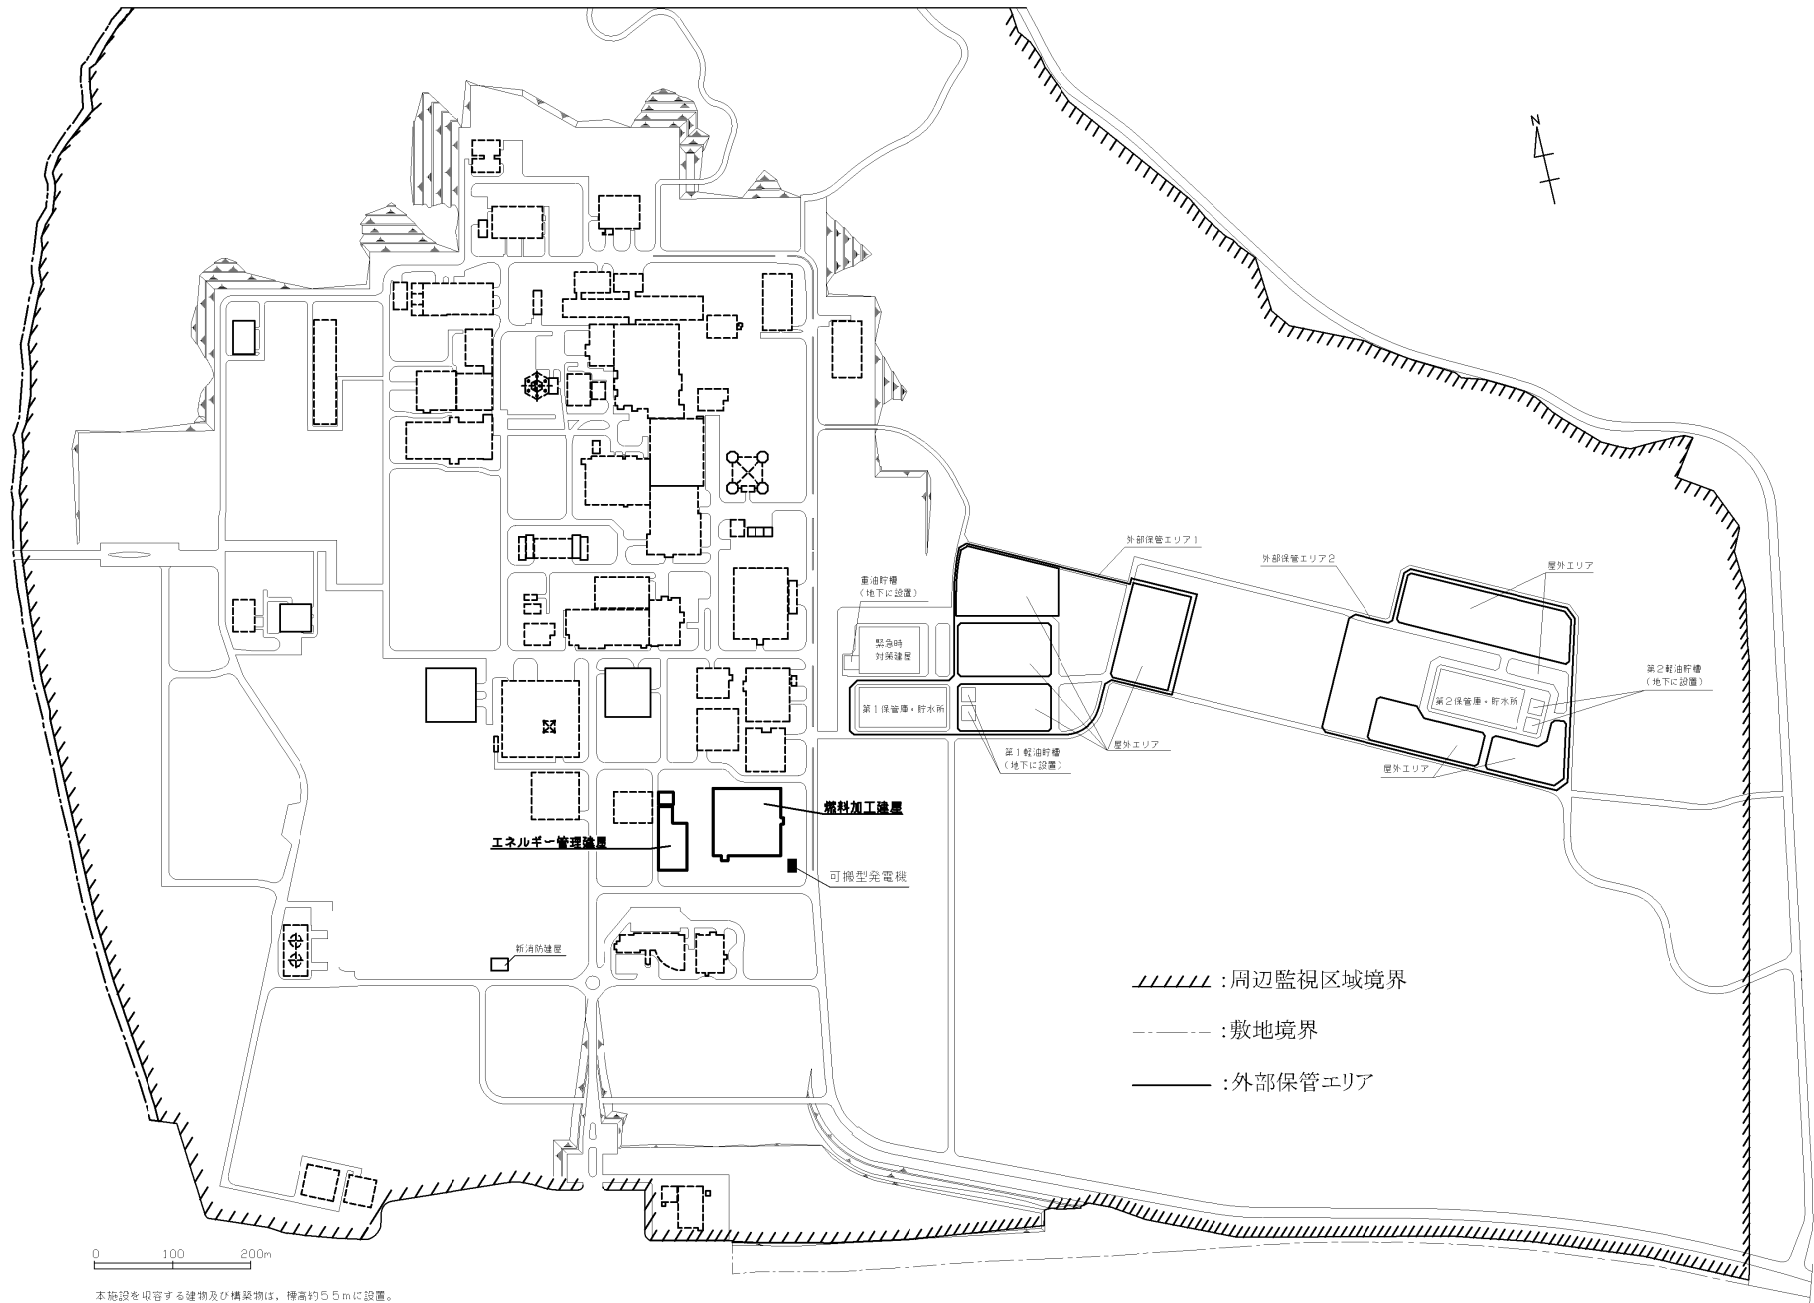 N
外部保管エリア1
外部保管エリア2
屋外エリア
重油貯槽
（地下に設置）
緊急時
対策建屋
第2軽油貯槽
（地下に設置）
第1保管庫・貯水所
第2保管庫・貯水所
屋外エリア
第1軽油貯槽
（地下に設置）
屋外エリア
燃料加工建屋
エネルギー管理建屋
可搬型発電機
新消防建屋
：周辺監視区域境界
：敷地境界
：外部保管エリア
0 100 200m
本施設を収容する建物及び構築物は，標高約55mに設置。